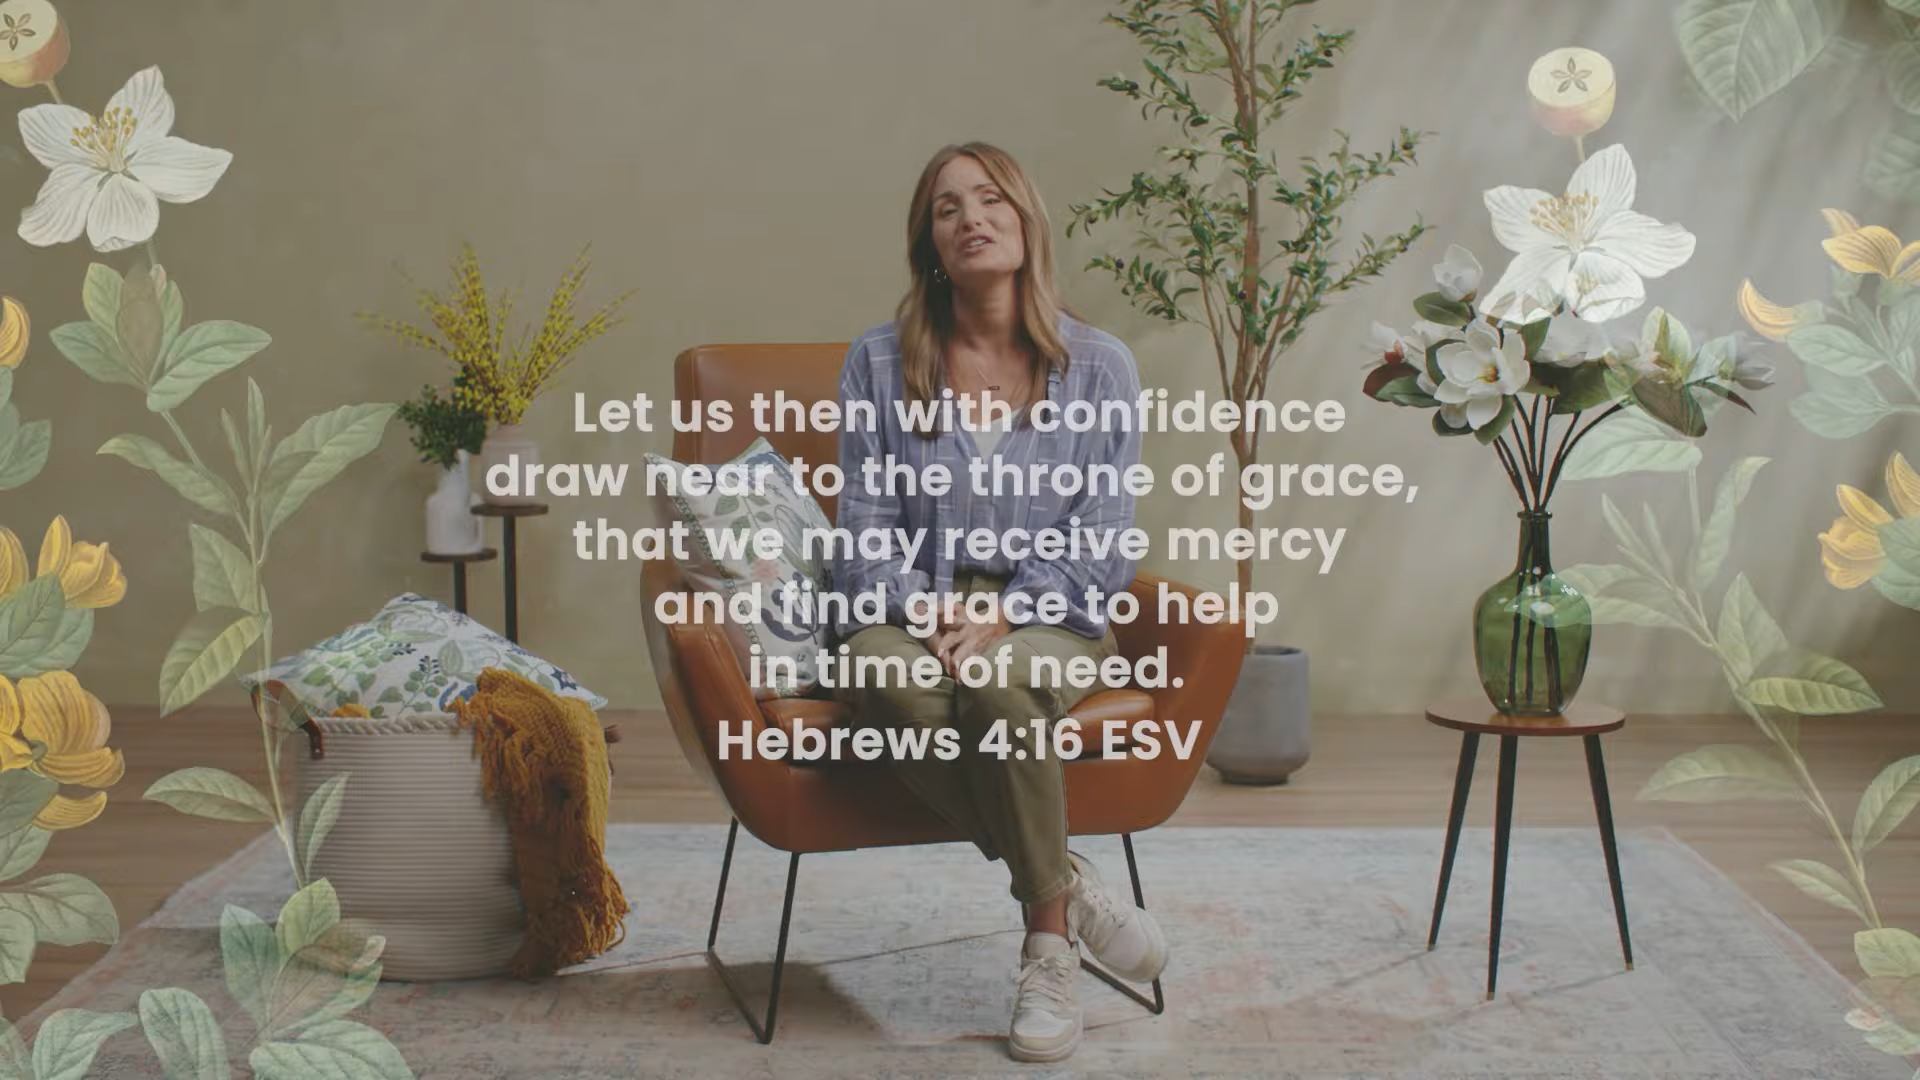 Let us then with confidence
draw near to the throne of grace,
that we may receive mercy
and find grace to help
in time of need.
Hebrews 4:16 ESV